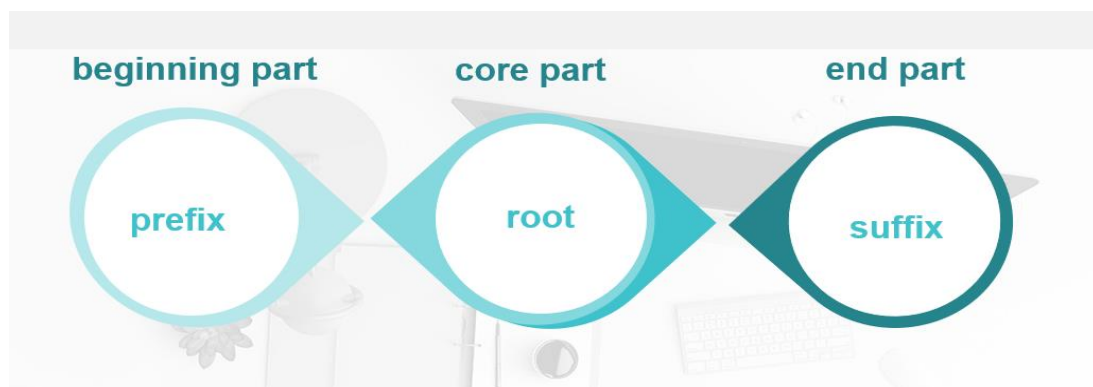 beginning part
core part
end part
prefix
root
suffix